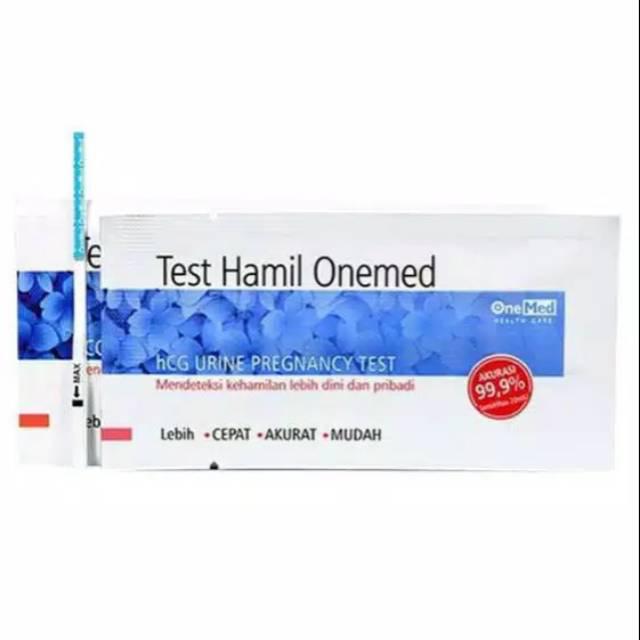 Test Hamil Onemed
OneMed
HEALTH CARE
hCG URINE PREGNANCY TEST
Mendeteksi kehamilan lebih dini dan pribadi
AKURASI
99,9%
Lebih • CEPAT • AKURAT • MUDAH
MAX